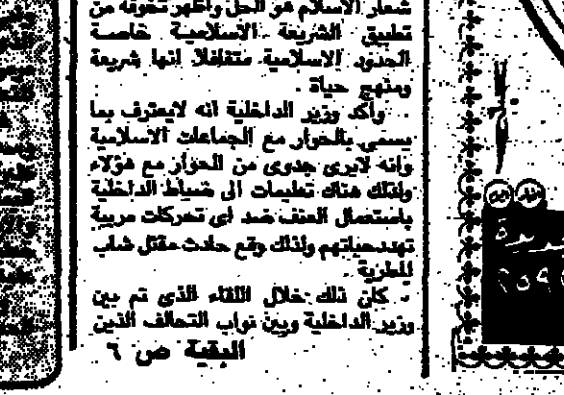 شعار الاسلام هو الحل وأظهر تخوفه من
تطبيق الشريعة الاسلامية خاصة
الحدود الاسلامية متغافلا انها شريعة
ومنهج حياة .
وأكد وزير الداخلية انه لايعترف بما
يسمى بالحوار مع الجماعات الاسلامية
وانه لايرى جدوى من الحوار مع هؤلاء
ولذلك هناك تعليمات الى ضباط الداخلية
باستعمال العنف ضد اى تحركات مريبة
تهدد حياتهم ولذلك وقع حادث مقتل شاب
المطرية .
كان ذلك خلال اللقاء الذى تم بين
وزير الداخلية وبين نواب التحالف الذين
البقية ص ٦